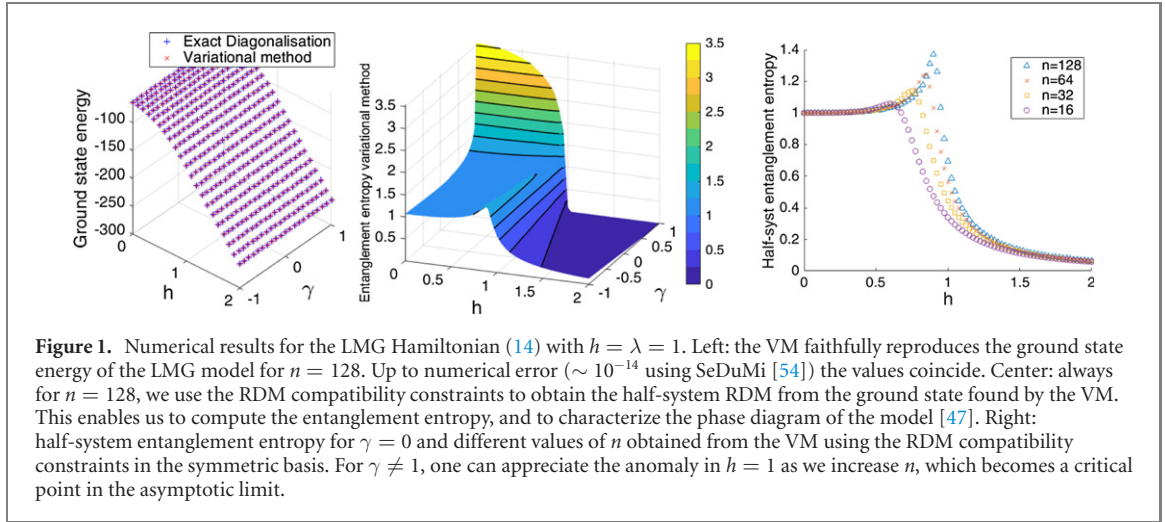 Exact Diagonalisation
Variational method
Ground state energy
-100
-150
-200
-250
-300
0
1
2
h
-1
0
1
γ
Entanglement entropy variational method
3.5
3
2.5
2
1.5
1
0.5
0
0.5
1
1.5
2
h
-1
-0.5
0
0.5
1
γ
3.5
3
2.5
2
1.5
1
0.5
0
Half-syst entanglement entropy
1.4
1.2
1
0.8
0.6
0.4
0.2
0
0
0.5
1
1.5
2
h
n=128
n=64
n=32
n=16
Figure 1. Numerical results for the LMG Hamiltonian (14) with h = λ = 1. Left: the VM faithfully reproduces the ground state
energy of the LMG model for n = 128. Up to numerical error (∼ 10⁻¹⁴ using SeDuMi [54]) the values coincide. Center: always
for n = 128, we use the RDM compatibility constraints to obtain the half-system RDM from the ground state found by the VM.
This enables us to compute the entanglement entropy, and to characterize the phase diagram of the model [47]. Right:
half-system entanglement entropy for γ = 0 and different values of n obtained from the VM using the RDM compatibility
constraints in the symmetric basis. For γ ≠ 1, one can appreciate the anomaly in h = 1 as we increase n, which becomes a critical
point in the asymptotic limit.